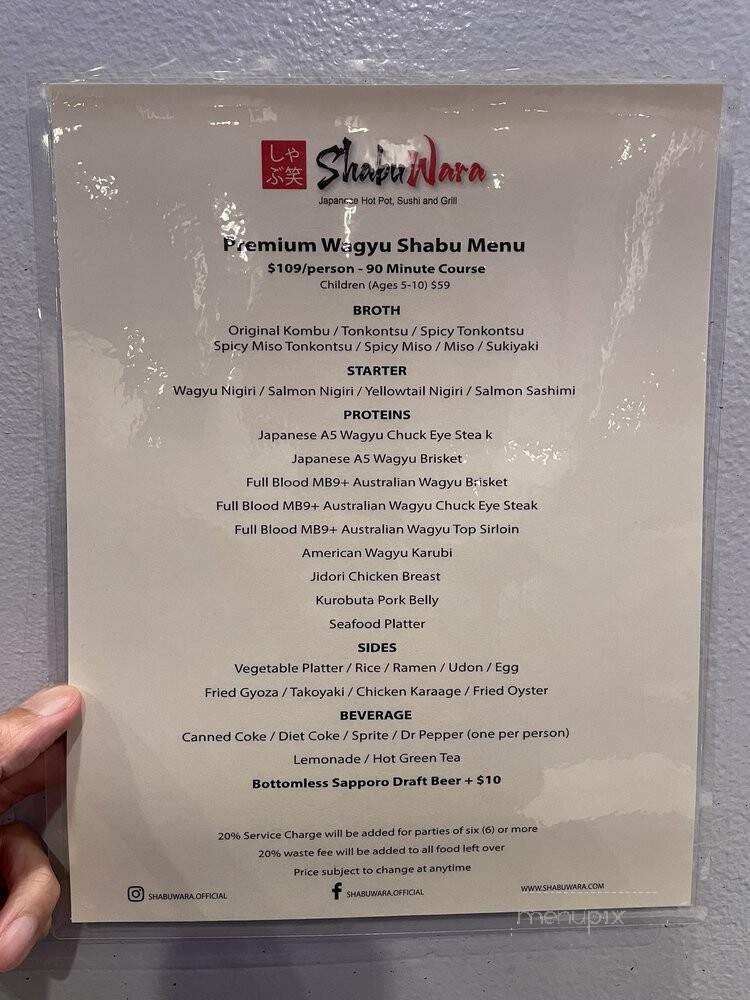 しゃ
ぶ笑
ShabuWara
Japanese Hot Pot, Sushi and Grill
Premium Wagyu Shabu Menu
$109/person - 90 Minute Course
Children (Ages 5-10) $59
BROTH
Original Kombu / Tonkontsu / Spicy Tonkontsu
Spicy Miso Tonkontsu / Spicy Miso / Miso / Sukiyaki
STARTER
Wagyu Nigiri / Salmon Nigiri / Yellowtail Nigiri / Salmon Sashimi
PROTEINS
Japanese A5 Wagyu Chuck Eye Stea k
Japanese A5 Wagyu Brisket
Full Blood MB9+ Australian Wagyu Brisket
Full Blood MB9+ Australian Wagyu Chuck Eye Steak
Full Blood MB9+ Australian Wagyu Top Sirloin
American Wagyu Karubi
Jidori Chicken Breast
Kurobuta Pork Belly
Seafood Platter
SIDES
Vegetable Platter / Rice / Ramen / Udon / Egg
Fried Gyoza / Takoyaki / Chicken Karaage / Fried Oyster
BEVERAGE
Canned Coke / Diet Coke / Sprite / Dr Pepper (one per person)
Lemonade / Hot Green Tea
Bottomless Sapporo Draft Beer + $10
20% Service Charge will be added for parties of six (6) or more
20% waste fee will be added to all food left over
Price subject to change at anytime
SHABUWARA.OFFICIAL
SHABUWARA.OFFICIAL
WWW.SHABUWARA.COM
menupix